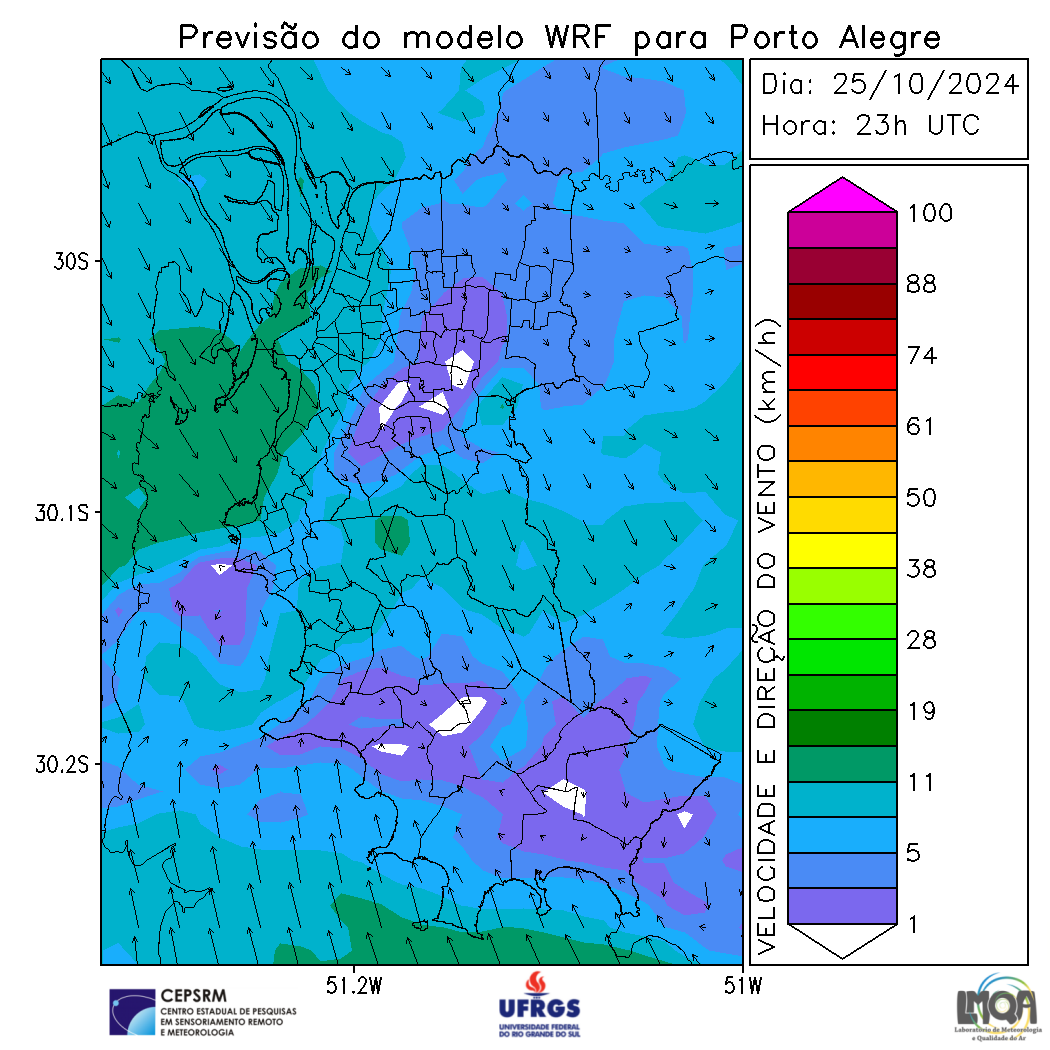 Previsão do modelo WRF para Porto Alegre
Dia: 25/10/2024
Hora: 23h UTC
30S
30.1S
30.2S
51.2W
51W
VELOCIDADE E DIREÇÃO DO VENTO (km/h)
100
88
74
61
50
38
28
19
11
5
1
CEPSRM
CENTRO ESTADUAL DE PESQUISAS
EM SENSORIAMENTO REMOTO
E METEOROLOGIA
UFRGS
UNIVERSIDADE FEDERAL
DO RIO GRANDE DO SUL
LMQA
Laboratório de Meteorologia
e Qualidade do Ar